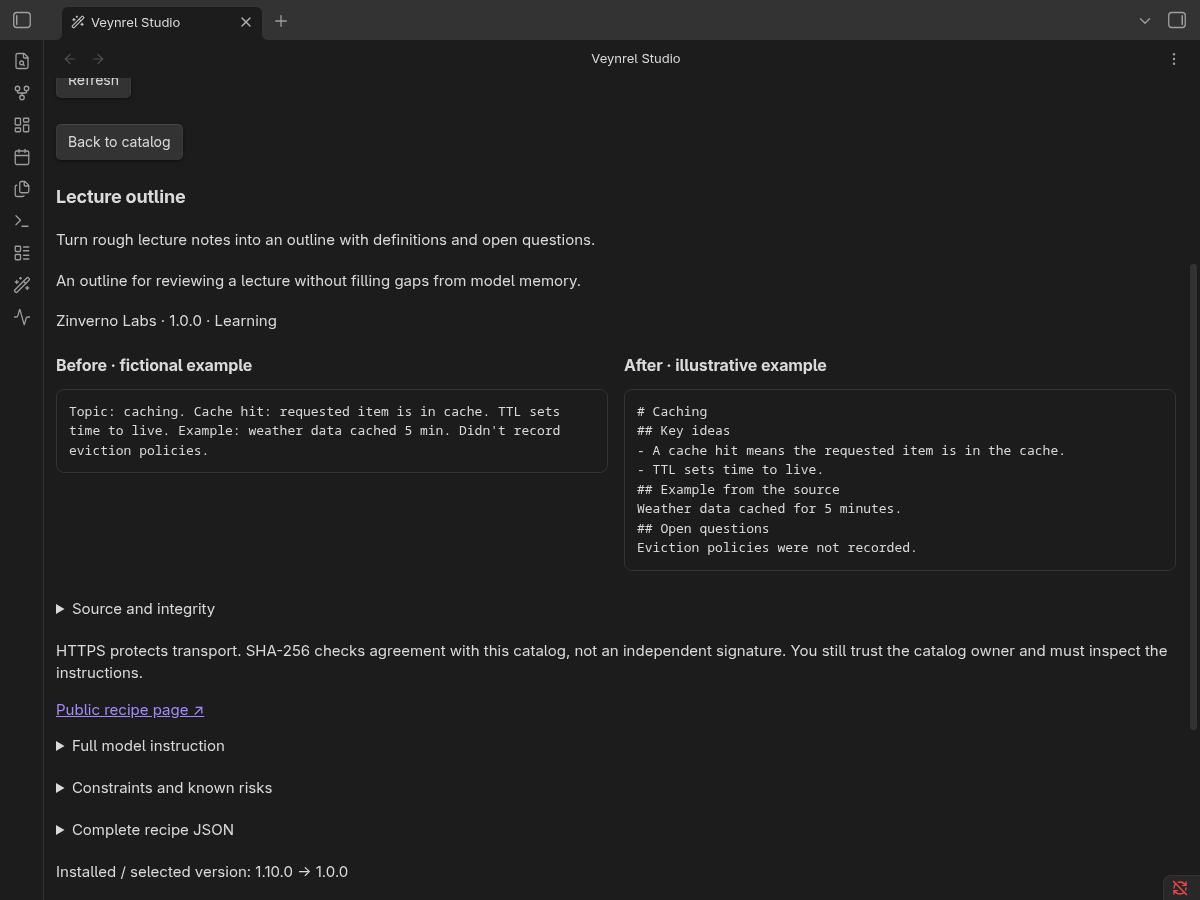 Veynrel Studio
Veynrel Studio
Refresh
Back to catalog
Lecture outline
Turn rough lecture notes into an outline with definitions and open questions.
An outline for reviewing a lecture without filling gaps from model memory.
Zinverno Labs · 1.0.0 · Learning
Before · fictional example
Topic: caching. Cache hit: requested item is in cache. TTL sets
time to live. Example: weather data cached 5 min. Didn't record
eviction policies.
After · illustrative example
# Caching
## Key ideas
- A cache hit means the requested item is in the cache.
- TTL sets time to live.
## Example from the source
Weather data cached for 5 minutes.
## Open questions
Eviction policies were not recorded.
Source and integrity
HTTPS protects transport. SHA-256 checks agreement with this catalog, not an independent signature. You still trust the catalog owner and must inspect the
instructions.
Public recipe page ↗
Full model instruction
Constraints and known risks
Complete recipe JSON
Installed / selected version: 1.10.0 → 1.0.0